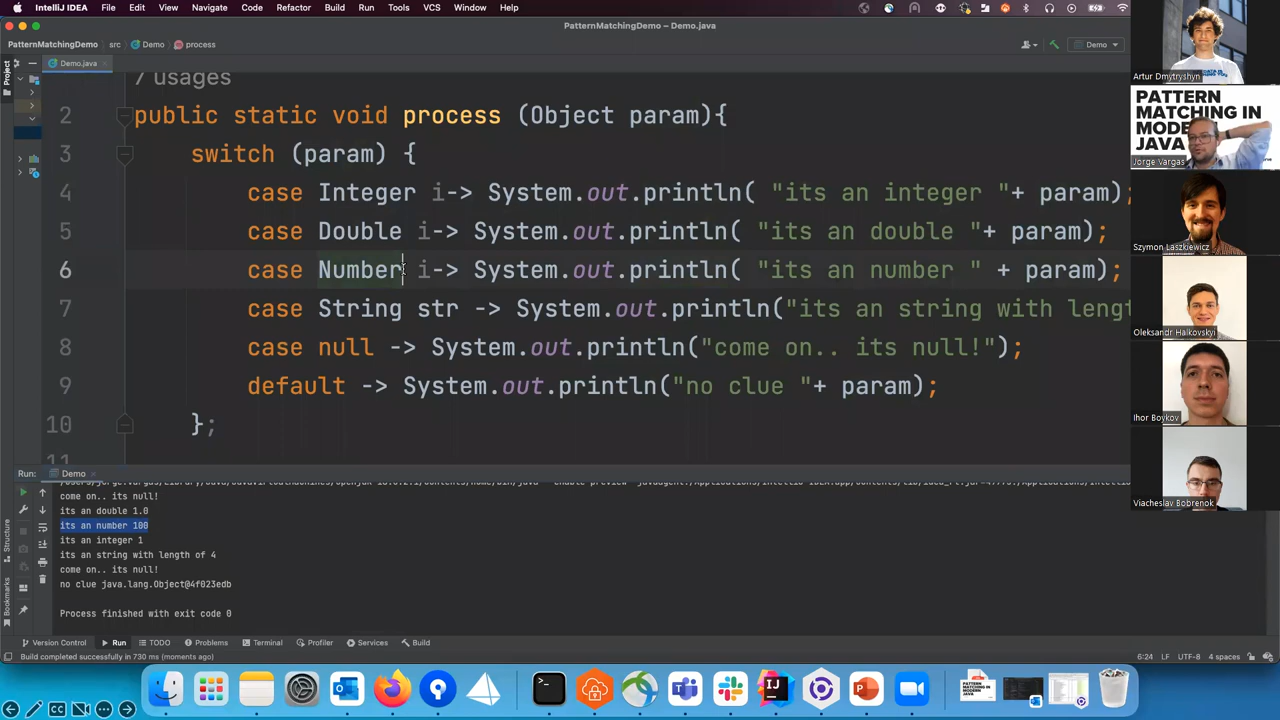 IntelliJ IDEA File Edit View Navigate Code Refactor Build Run Tools VCS Window Help
PatternMatchingDemo – Demo.java
PatternMatchingDemo src Demo process
Demo
Project
Demo.java
7 usages
2 public static void process (Object param){
3 switch (param) {
4 case Integer i-> System.out.println( "its an integer "+ param);
5 case Double i-> System.out.println( "its an double "+ param);
6 case Number i-> System.out.println( "its an number " + param);
7 case String str -> System.out.println("its an string with lengt
8 case null -> System.out.println("come on.. its null!");
9 default -> System.out.println("no clue "+ param);
10 };
11
Run: Demo
come on.. its null!
its an double 1.0
its an number 100
its an integer 1
its an string with length of 4
come on.. its null!
no clue java.lang.Object@4f023edb
Process finished with exit code 0
Structure
Bookmarks
Version Control Run TODO Problems Terminal Profiler Services Build
Build completed successfully in 730 ms (moments ago)
6:24 LF UTF-8 4 spaces
Artur Dmytryshyn
PATTERN
MATCHING IN
JAVA
Jorge Vargas
Szymon Laszkiewicz
Oleksandr Halkovskyi
Ihor Boykov
Viacheslav Bobrenok